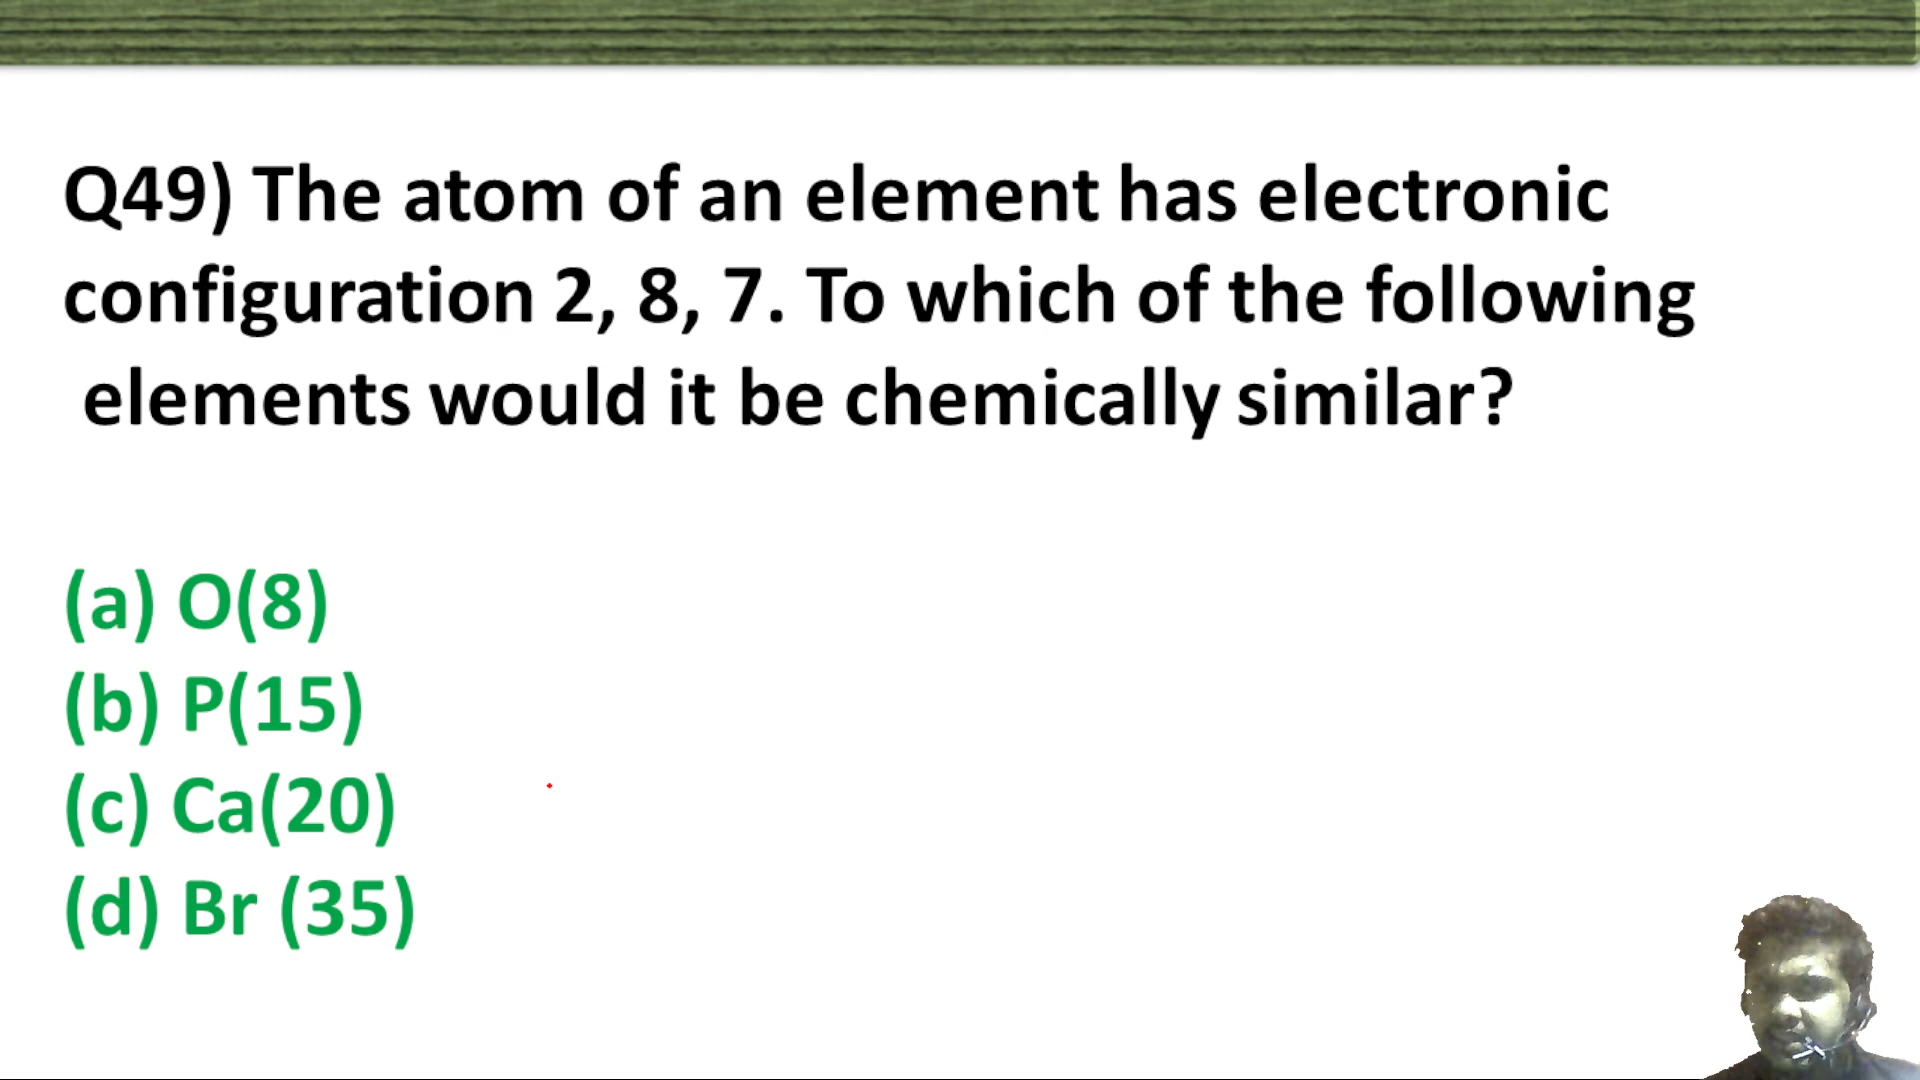 Q49) The atom of an element has electronic
configuration 2, 8, 7. To which of the following
elements would it be chemically similar?
(a) O(8)
(b) P(15)
(c) Ca(20)
(d) Br (35)